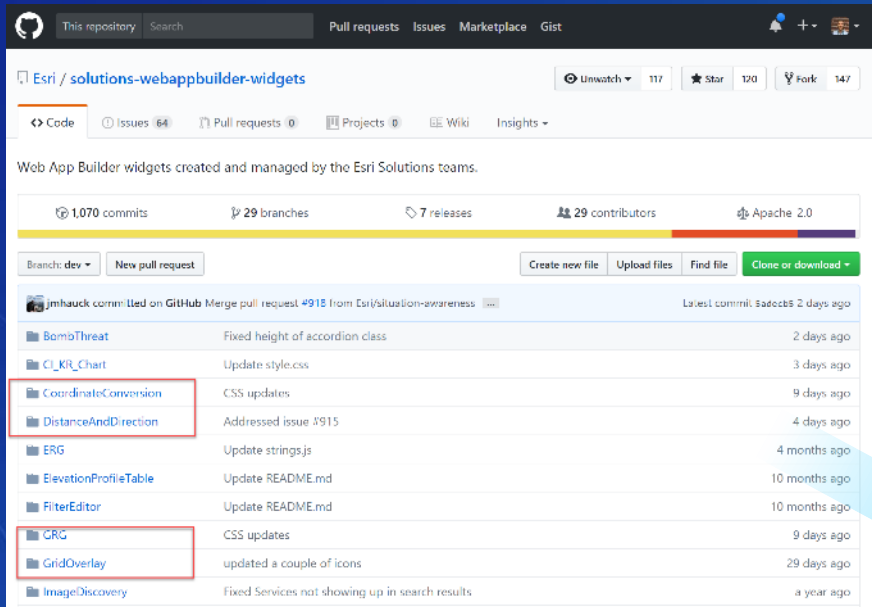 This repository Search Pull requests Issues Marketplace Gist
Esri / solutions-webappbuilder-widgets Unwatch 117 Star 120 Fork 147
Code Issues 64 Pull requests 0 Projects 0 Wiki Insights
Web App Builder widgets created and managed by the Esri Solutions teams.
1,070 commits 29 branches 7 releases 29 contributors Apache 2.0
Branch: dev New pull request Create new file Upload files Find file Clone or download
jmhauck committed on GitHub Merge pull request #918 from Esri/situation-awareness ... Latest commit 2 days ago
BombThreat Fixed height of accordion class 2 days ago
CI_KR_Chart Update style.css 3 days ago
CoordinateConversion CSS updates 9 days ago
DistanceAndDirection Addressed issue #915 4 days ago
ERG Update strings.js 4 months ago
ElevationProfileTable Update README.md 10 months ago
FilterEditor Update README.md 10 months ago
GRG CSS updates 9 days ago
GridOverlay updated a couple of icons 29 days ago
ImageDiscovery Fixed Services not showing up in search results a year ago